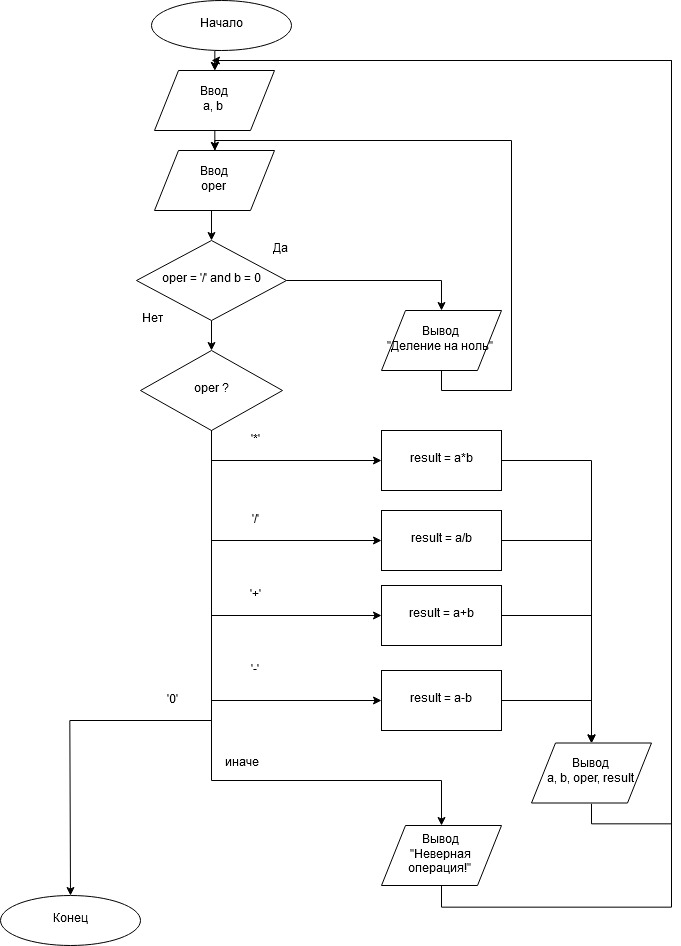 Начало
Ввод
a, b
Ввод
oper
Да
oper = '/' and b = 0
Нет
Вывод
"Деление на ноль"
oper ?
'*'
result = a*b
'/'
result = a/b
'+'
result = a+b
'-'
result = a-b
'0'
иначе
Вывод
a, b, oper, result
Вывод
"Неверная
операция!"
Конец